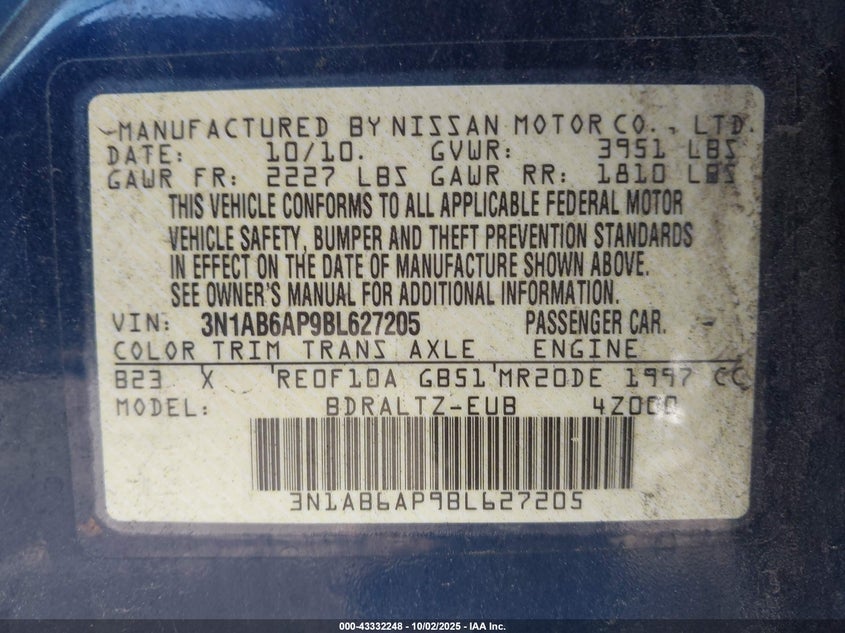 MANUFACTURED BY NISSAN MOTOR CO., LTD.
DATE: 10/10. GVWR: 3951 LBS
GAWR FR: 2227 LBS GAWR RR: 1810 LBS
THIS VEHICLE CONFORMS TO ALL APPLICABLE FEDERAL MOTOR
VEHICLE SAFETY, BUMPER AND THEFT PREVENTION STANDARDS
IN EFFECT ON THE DATE OF MANUFACTURE SHOWN ABOVE.
SEE OWNER'S MANUAL FOR ADDITIONAL INFORMATION.
VIN: 3N1AB6AP9BL627205 PASSENGER CAR.
COLOR TRIM TRANS AXLE ENGINE
B23 X 'RE0F10A GB51'MR20DE 1997 CC
MODEL: BDRALTZ-EUB 4Z000
3N1AB6AP9BL627205
000-43332248 - 10/02/2025 - IAA Inc.